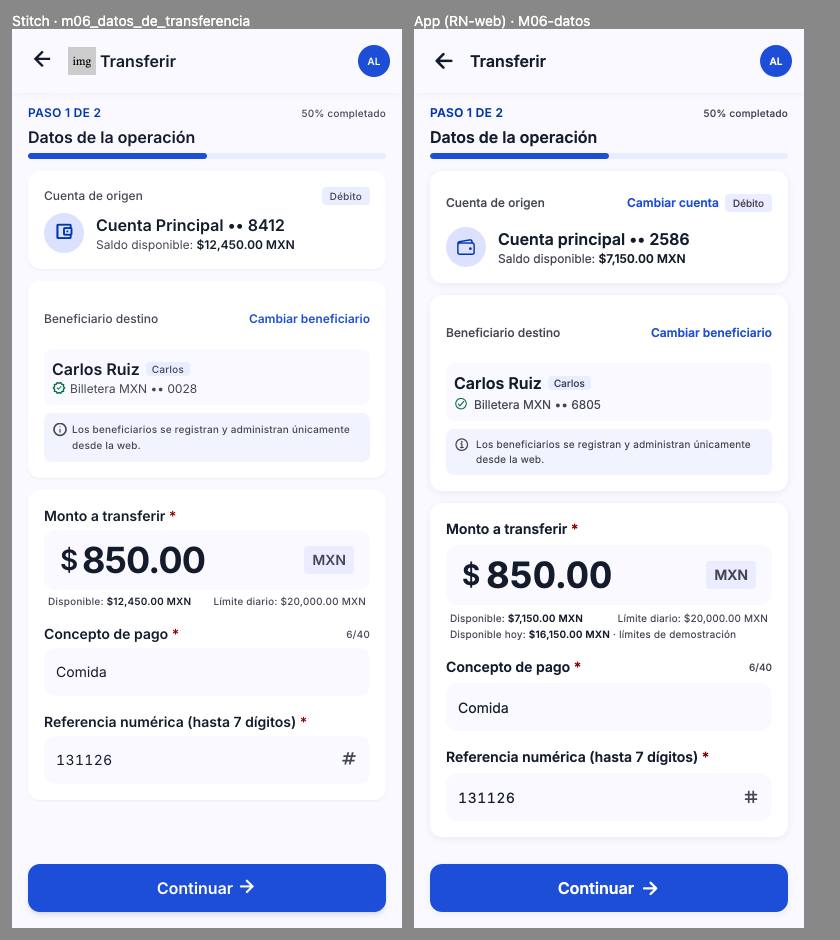 Stitch · m06_datos_de_transferencia
img Transferir
AL
PASO 1 DE 2
50% completado
Datos de la operación
Cuenta de origen
Débito
Cuenta Principal •• 8412
Saldo disponible: $12,450.00 MXN
Beneficiario destino
Cambiar beneficiario
Carlos Ruiz Carlos
Billetera MXN •• 0028
Los beneficiarios se registran y administran únicamente
desde la web.
Monto a transferir *
$ 850.00
MXN
Disponible: $12,450.00 MXN
Límite diario: $20,000.00 MXN
Concepto de pago *
6/40
Comida
Referencia numérica (hasta 7 dígitos) *
131126 #
Continuar →
App (RN-web) · M06-datos
Transferir
AL
PASO 1 DE 2
50% completado
Datos de la operación
Cuenta de origen
Cambiar cuenta
Débito
Cuenta principal •• 2586
Saldo disponible: $7,150.00 MXN
Beneficiario destino
Cambiar beneficiario
Carlos Ruiz Carlos
Billetera MXN •• 6805
Los beneficiarios se registran y administran únicamente
desde la web.
Monto a transferir *
$ 850.00
MXN
Disponible: $7,150.00 MXN
Límite diario: $20,000.00 MXN
Disponible hoy: $16,150.00 MXN · límites de demostración
Concepto de pago *
6/40
Comida
Referencia numérica (hasta 7 dígitos) *
131126 #
Continuar →